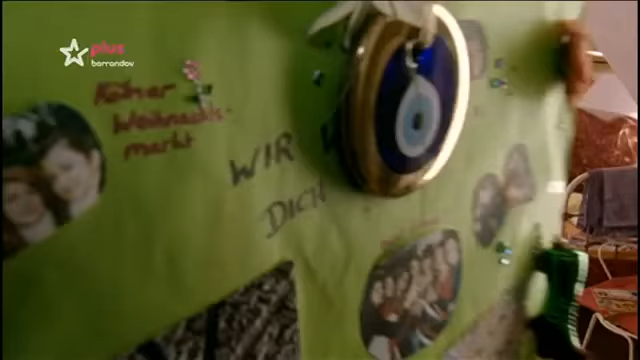 plus
barrandov
Kölner
Weihnachts-
markt
WIR
DICH